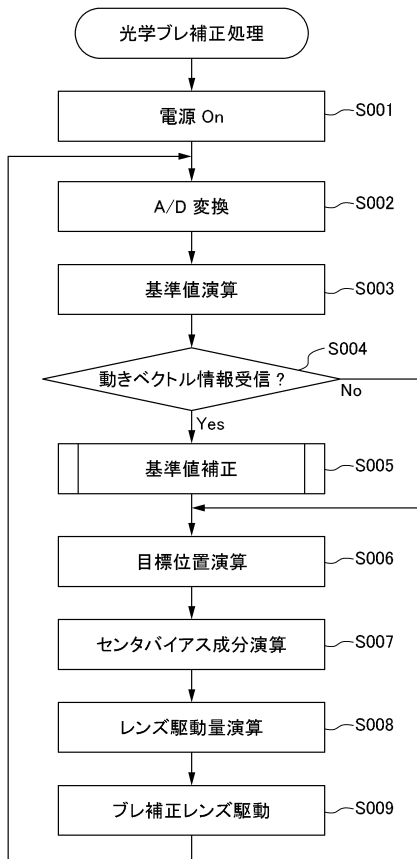 光学ブレ補正処理
電源 On
S001
A/D 変換
S002
基準値演算
S003
S004
動きベクトル情報受信？
No
Yes
基準値補正
S005
目標位置演算
S006
センタバイアス成分演算
S007
レンズ駆動量演算
S008
ブレ補正レンズ駆動
S009